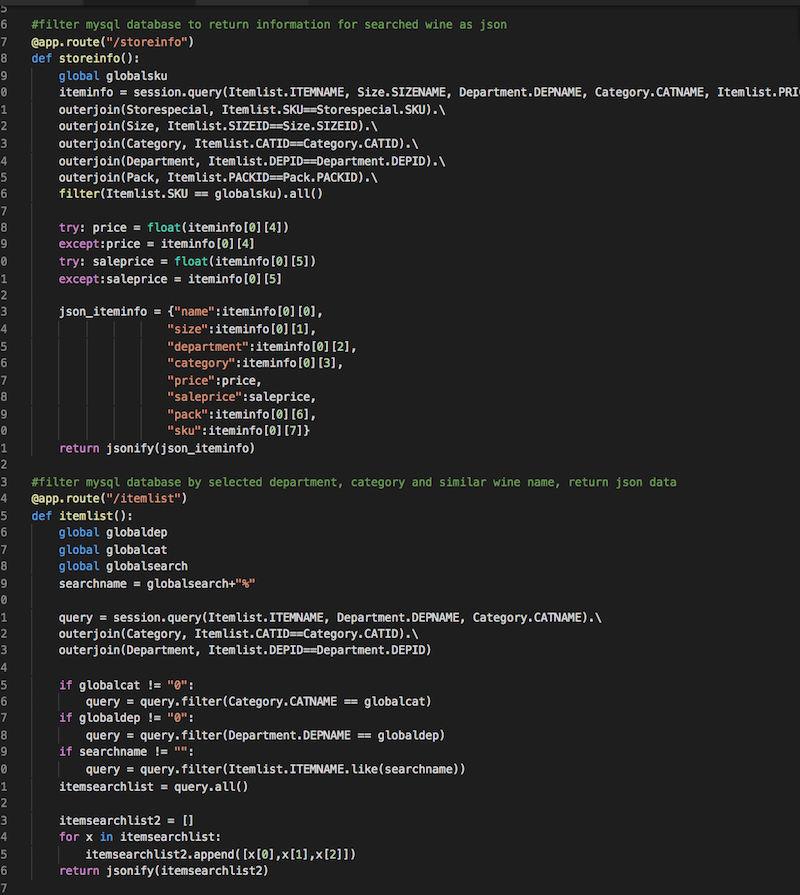 5
6 #filter mysql database to return information for searched wine as json
7 @app.route("/storeinfo")
8 def storeinfo():
9     global globalsku
0     iteminfo = session.query(Itemlist.ITEMNAME, Size.SIZENAME, Department.DEPNAME, Category.CATNAME, Itemlist.PRI
1     outerjoin(Storespecial, Itemlist.SKU==Storespecial.SKU).\
2     outerjoin(Size, Itemlist.SIZEID==Size.SIZEID).\
3     outerjoin(Category, Itemlist.CATID==Category.CATID).\
4     outerjoin(Department, Itemlist.DEPID==Department.DEPID).\
5     outerjoin(Pack, Itemlist.PACKID==Pack.PACKID).\
6     filter(Itemlist.SKU == globalsku).all()
7
8     try: price = float(iteminfo[0][4])
9     except:price = iteminfo[0][4]
0     try: saleprice = float(iteminfo[0][5])
1     except:saleprice = iteminfo[0][5]
2
3     json_iteminfo = {"name":iteminfo[0][0],
4                     "size":iteminfo[0][1],
5                     "department":iteminfo[0][2],
6                     "category":iteminfo[0][3],
7                     "price":price,
8                     "saleprice":saleprice,
9                     "pack":iteminfo[0][6],
0                     "sku":iteminfo[0][7]}
1     return jsonify(json_iteminfo)
2
3 #filter mysql database by selected department, category and similar wine name, return json data
4 @app.route("/itemlist")
5 def itemlist():
6     global globaldep
7     global globalcat
8     global globalsearch
9     searchname = globalsearch+"%"
0
1     query = session.query(Itemlist.ITEMNAME, Department.DEPNAME, Category.CATNAME).\
2     outerjoin(Category, Itemlist.CATID==Category.CATID).\
3     outerjoin(Department, Itemlist.DEPID==Department.DEPID)
4
5     if globalcat != "0":
6         query = query.filter(Category.CATNAME == globalcat)
7     if globaldep != "0":
8         query = query.filter(Department.DEPNAME == globaldep)
9     if searchname != "":
0         query = query.filter(Itemlist.ITEMNAME.like(searchname))
1     itemsearchlist = query.all()
2
3     itemsearchlist2 = []
4     for x in itemsearchlist:
5         itemsearchlist2.append([x[0],x[1],x[2]])
6     return jsonify(itemsearchlist2)
7